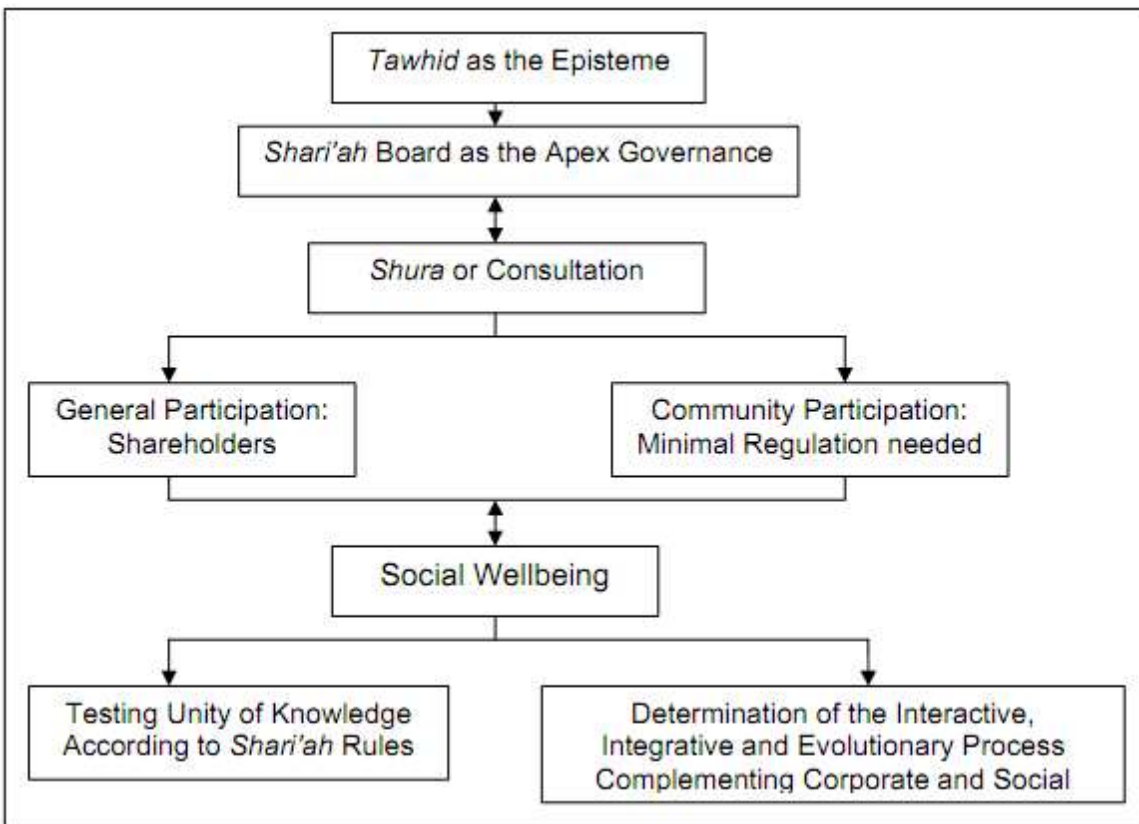 Tawhid as the Episteme
Shari'ah Board as the Apex Governance
Shura or Consultation
General Participation:
Shareholders
Community Participation:
Minimal Regulation needed
Social Wellbeing
Testing Unity of Knowledge
According to Shari'ah Rules
Determination of the Interactive,
Integrative and Evolutionary Process
Complementing Corporate and Social